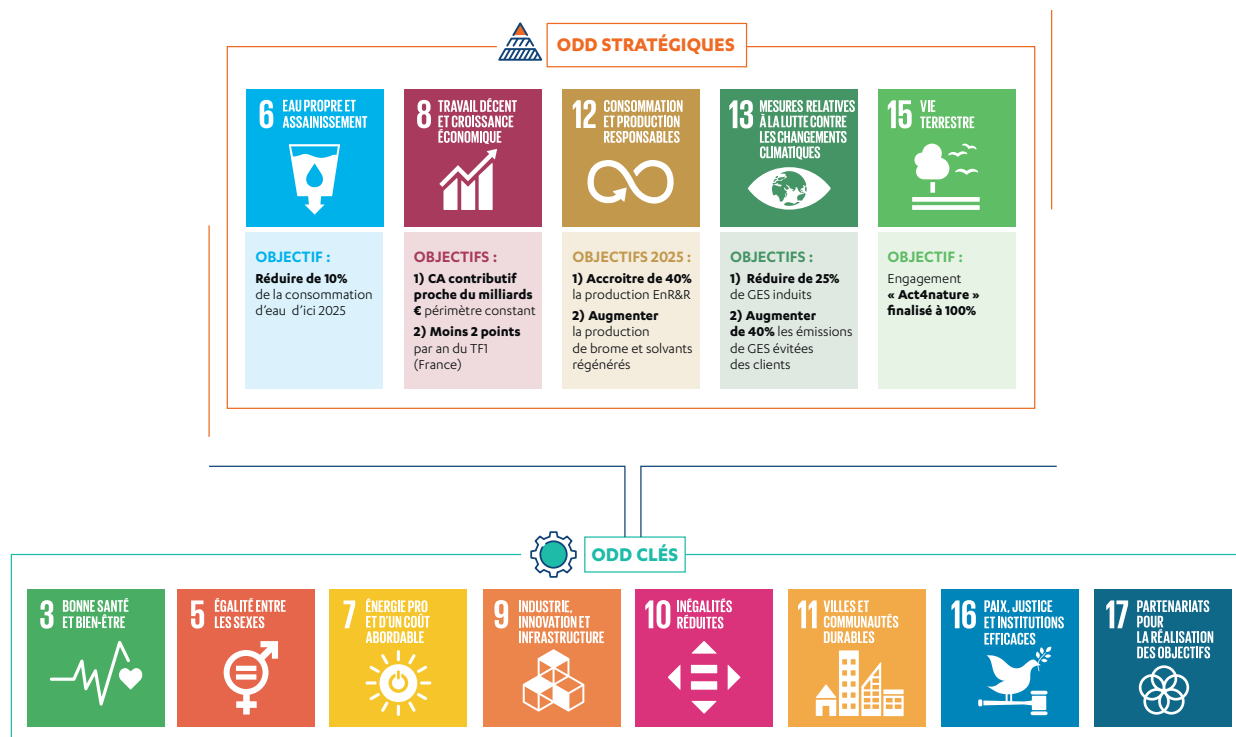 ODD STRATÉGIQUES
6 EAU PROPRE ET
ASSAINISSEMENT
OBJECTIF :
Réduire de 10%
de la consommation
d'eau d'ici 2025
8 TRAVAIL DÉCENT
ET CROISSANCE
ÉCONOMIQUE
OBJECTIFS :
1) CA contributif
proche du milliards
€ périmètre constant
2) Moins 2 points
par an du TF1
(France)
12 CONSOMMATION
ET PRODUCTION
RESPONSABLES
OBJECTIFS 2025 :
1) Accroitre de 40%
la production EnR&R
2) Augmenter
la production
de brome et solvants
régénérés
13 MESURES RELATIVES
À LA LUTTE CONTRE
LES CHANGEMENTS
CLIMATIQUES
OBJECTIFS :
1) Réduire de 25%
de GES induits
2) Augmenter
de 40% les émissions
de GES évitées
des clients
15 VIE
TERRESTRE
OBJECTIF :
Engagement
« Act4nature »
finalisé à 100%
ODD CLÉS
3 BONNE SANTÉ
ET BIEN-ÊTRE
5 ÉGALITÉ ENTRE
LES SEXES
7 ÉNERGIE PRO
ET D'UN COÛT
ABORDABLE
9 INDUSTRIE,
INNOVATION ET
INFRASTRUCTURE
10 INÉGALITÉS
RÉDUITES
11 VILLES ET
COMMUNAUTÉS
DURABLES
16 PAIX, JUSTICE
ET INSTITUTIONS
EFFICACES
17 PARTENARIATS
POUR
LA RÉALISATION
DES OBJECTIFS